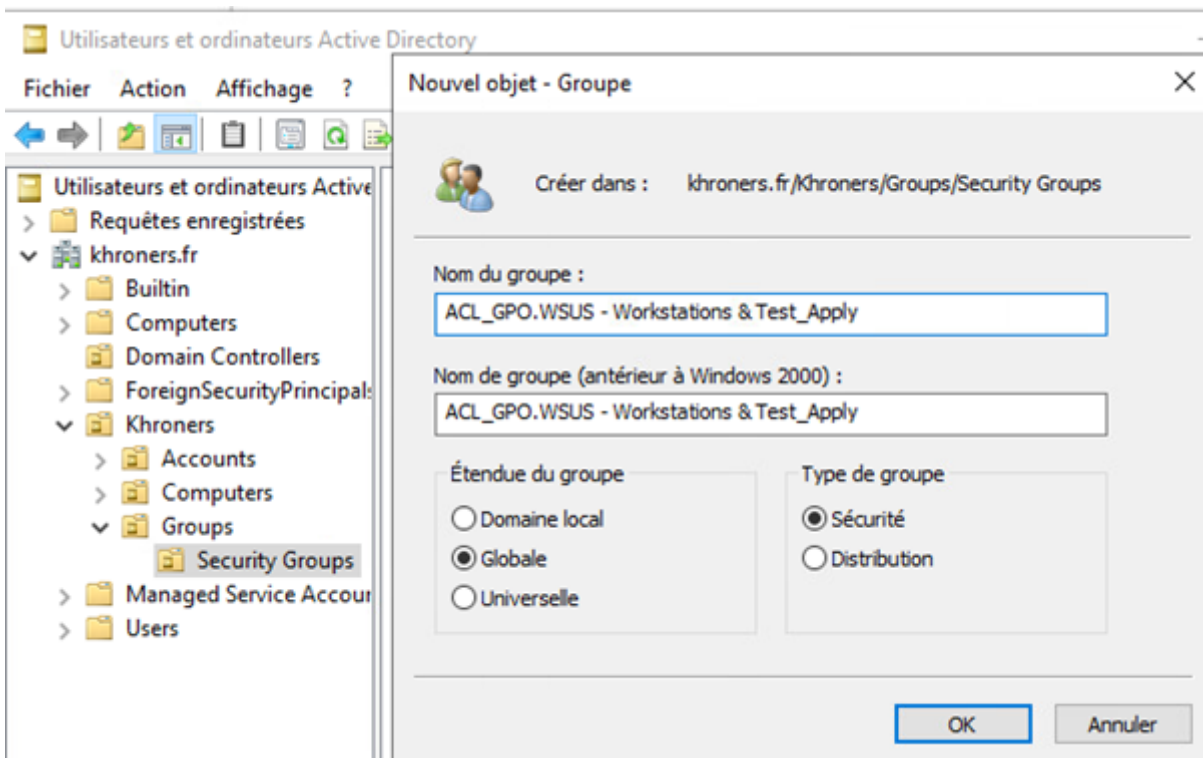 Utilisateurs et ordinateurs Active Directory
Fichier Action Affichage ?
Utilisateurs et ordinateurs Active
Requêtes enregistrées
khroners.fr
Builtin
Computers
Domain Controllers
ForeignSecurityPrincipals
Khroners
Accounts
Computers
Groups
Security Groups
Managed Service Accour
Users
Nouvel objet - Groupe
Créer dans : khroners.fr/Khroners/Groups/Security Groups
Nom du groupe :
ACL_GPO.WSUS - Workstations & Test_Apply
Nom de groupe (antérieur à Windows 2000) :
ACL_GPO.WSUS - Workstations & Test_Apply
Étendue du groupe
Domaine local
Globale
Universelle
Type de groupe
Sécurité
Distribution
OK Annuler